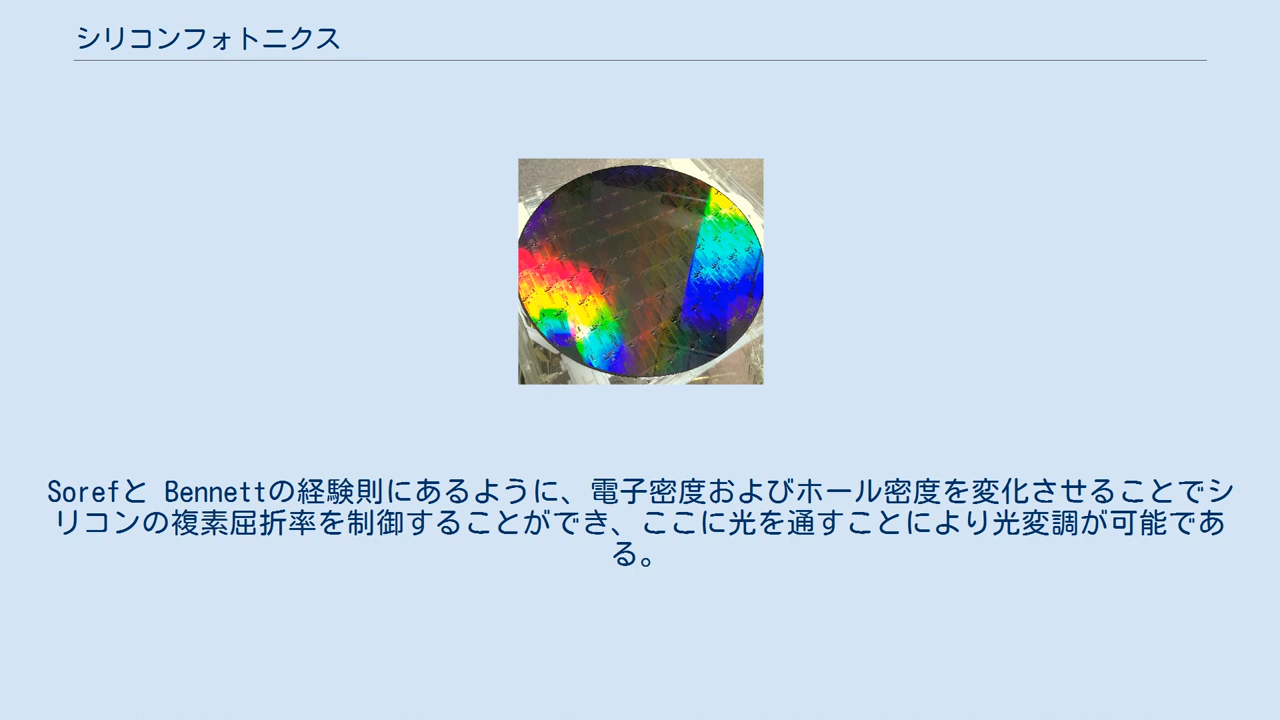 シリコンフォトニクス
Sorefと Bennettの経験則にあるように、電子密度およびホール密度を変化させることでシ
リコンの複素屈折率を制御することができ、ここに光を通すことにより光変調が可能であ
る。